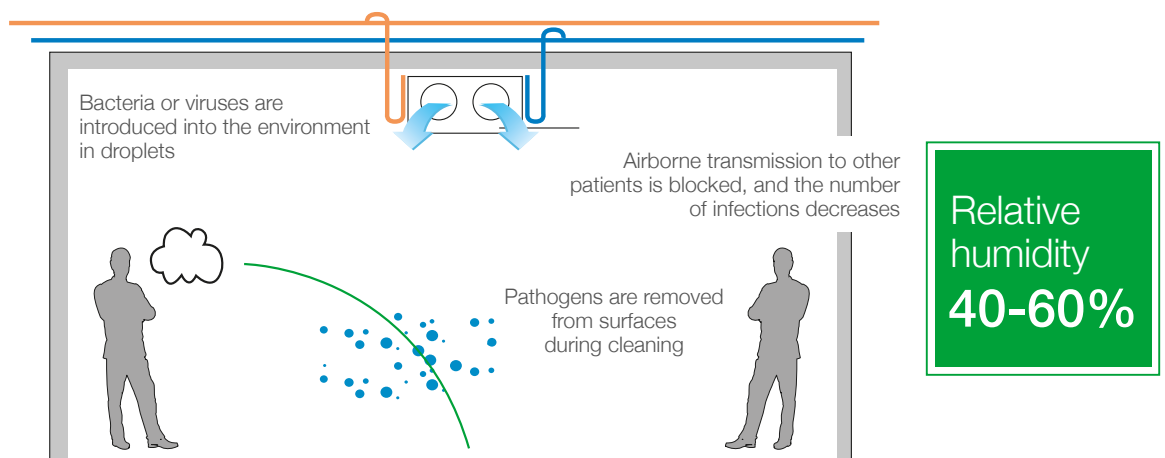 Bacteria or viruses are
introduced into the environment
in droplets
Airborne transmission to other
patients is blocked, and the number
of infections decreases
Pathogens are removed
from surfaces
during cleaning
Relative
humidity
40-60%